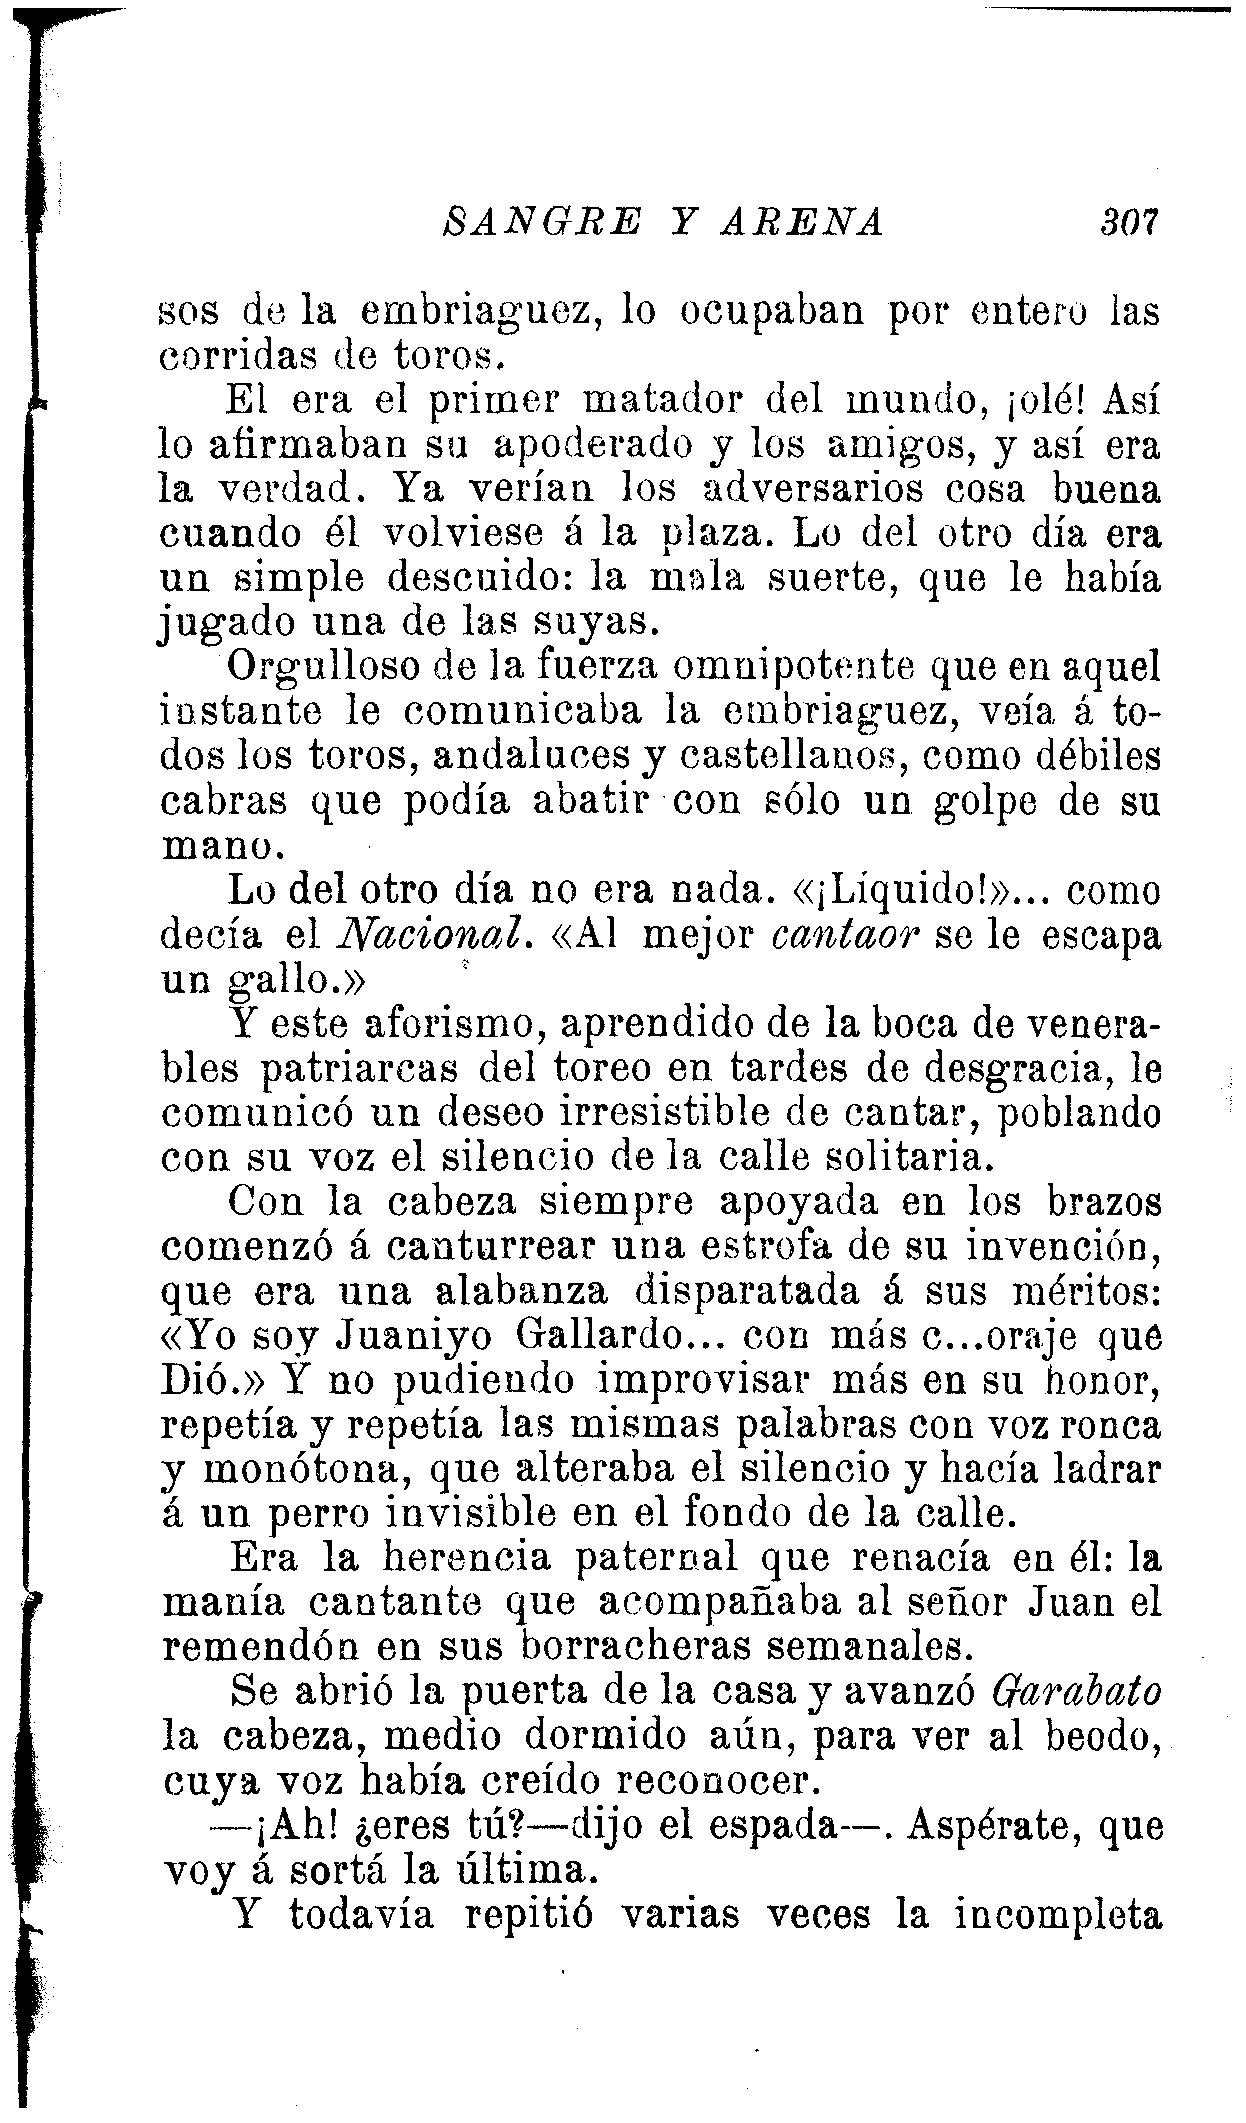 SANGRE Y ARENA 307
sos de la embriaguez, lo ocupaban por entero las
corridas de toros.
El era el primer matador del mundo, ¡olé! Así
lo afirmaban su apoderado y los amigos, y así era
la verdad. Ya verían los adversarios cosa buena
cuando él volviese á la plaza. Lo del otro día era
un simple descuido: la mala suerte, que le había
jugado una de las suyas.
Orgulloso de la fuerza omnipotente que en aquel
instante le comunicaba la embriaguez, veía á to-
dos los toros, andaluces y castellanos, como débiles
cabras que podía abatir con sólo un golpe de su
mano.
Lo del otro día no era nada. «¡Líquido!»... como
decía el Nacional. «Al mejor cantaor se le escapa
un gallo.»
Y este aforismo, aprendido de la boca de venera-
bles patriarcas del toreo en tardes de desgracia, le
comunicó un deseo irresistible de cantar, poblando
con su voz el silencio de la calle solitaria.
Con la cabeza siempre apoyada en los brazos
comenzó á canturrear una estrofa de su invención,
que era una alabanza disparatada á sus méritos:
«Yo soy Juaniyo Gallardo... con más c...oraje que
Dió.» Y no pudiendo improvisar más en su honor,
repetía y repetía las mismas palabras con voz ronca
y monótona, que alteraba el silencio y hacía ladrar
á un perro invisible en el fondo de la calle.
Era la herencia paternal que renacía en él: la
manía cantante que acompañaba al señor Juan el
remendón en sus borracheras semanales.
Se abrió la puerta de la casa y avanzó Garabato
la cabeza, medio dormido aún, para ver al beodo,
cuya voz había creído reconocer.
—¡Ah! ¿eres tú?—dijo el espada—. Aspérate, que
voy á sortá la última.
Y todavía repitió varias veces la incompleta